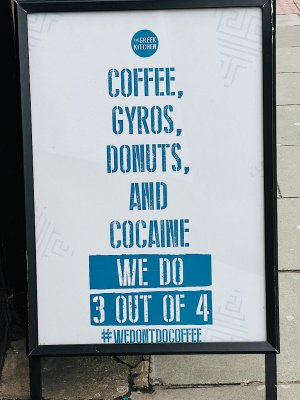 THE
GREEK
KITCHEN
COFFEE,
GYROS,
DONUTS,
AND
COCAINE
WE DO
3 OUT OF 4
#WEDONTDOCOFFEE